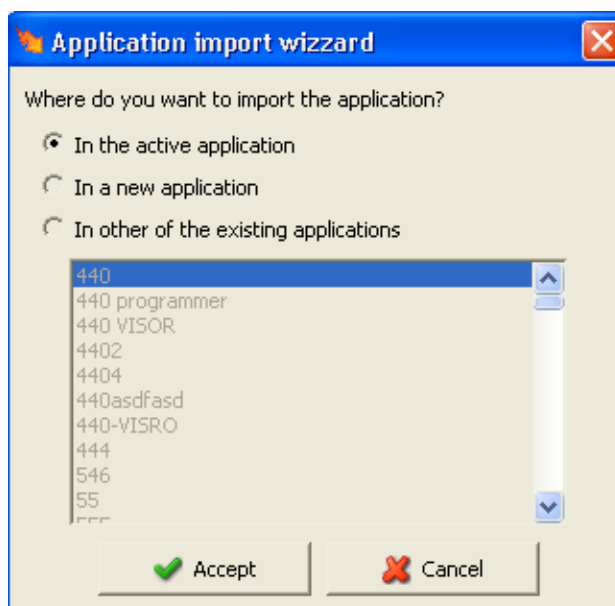 Application import wizzard
Where do you want to import the application?
In the active application
In a new application
In other of the existing applications
440
440 programmer
440 VISOR
4402
4404
440asdfasd
440-VISRO
444
546
55
Accept
Cancel